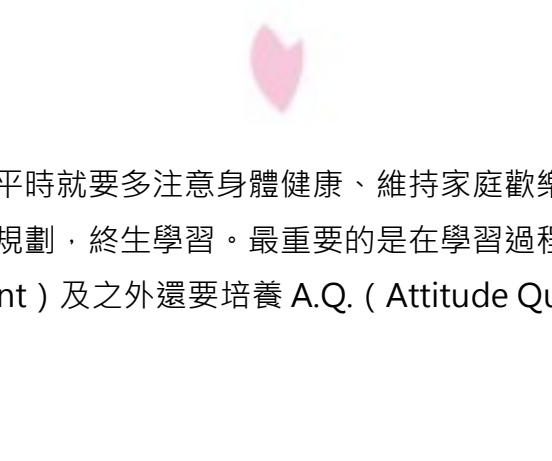 平時就要多注意身體健康、維持家庭歡樂
規劃，終生學習。最重要的是在學習過程
nt）及之外還要培養 A.Q.（Attitude Qu